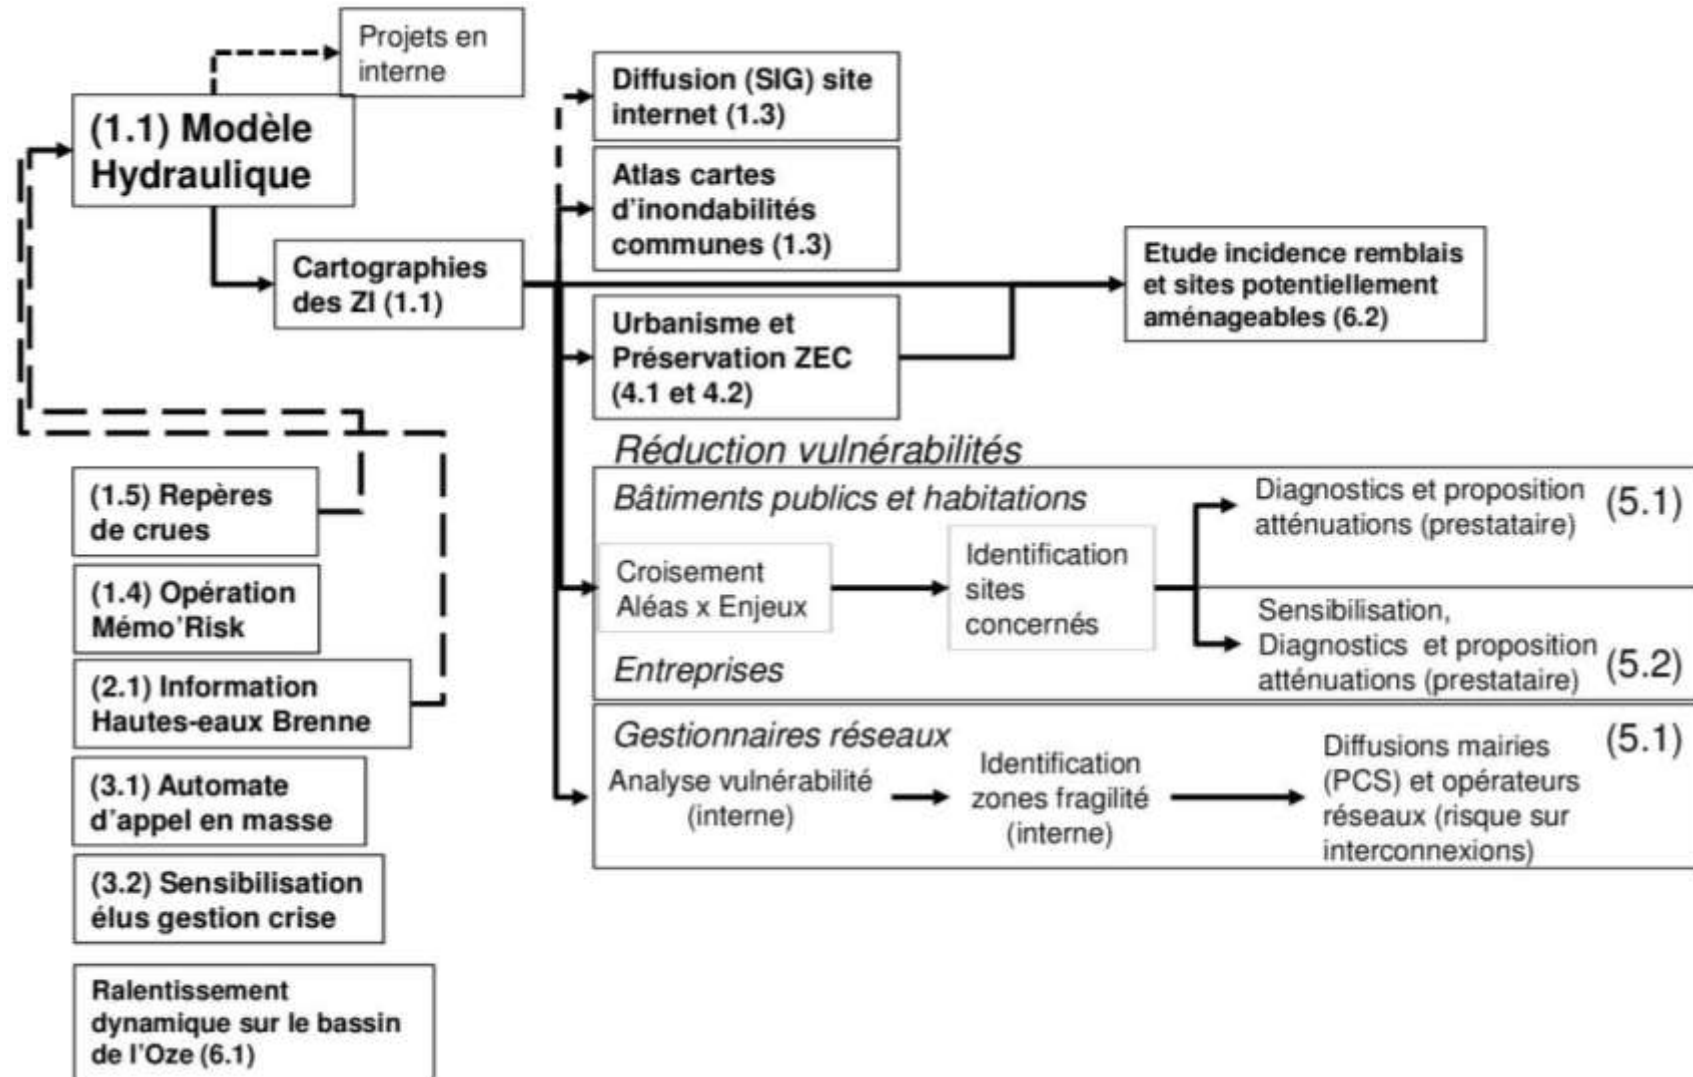 Projets en
interne
(1.1) Modèle
Hydraulique
Cartographies
des ZI (1.1)
Diffusion (SIG) site
internet (1.3)
Atlas cartes
d'inondabilités
communes (1.3)
Urbanisme et
Préservation ZEC
(4.1 et 4.2)
Etude incidence remblais
et sites potentiellement
aménageables (6.2)
(1.5) Repères
de crues
(1.4) Opération
Mémo'Risk
(2.1) Information
Hautes-eaux Brenne
(3.1) Automate
d'appel en masse
(3.2) Sensibilisation
élus gestion crise
Ralentissement
dynamique sur le bassin
de l'Oze (6.1)
Réduction vulnérabilités
Bâtiments publics et habitations
Croisement
Aléas x Enjeux
Identification
sites
concernés
Diagnostics et proposition
atténuations (prestataire)
(5.1)
Sensibilisation,
Diagnostics et proposition
atténuations (prestataire)
(5.2)
Entreprises
Gestionnaires réseaux
Analyse vulnérabilité
(interne)
Identification
zones fragilité
(interne)
Diffusions mairies
(PCS) et opérateurs
réseaux (risque sur
interconnexions)
(5.1)